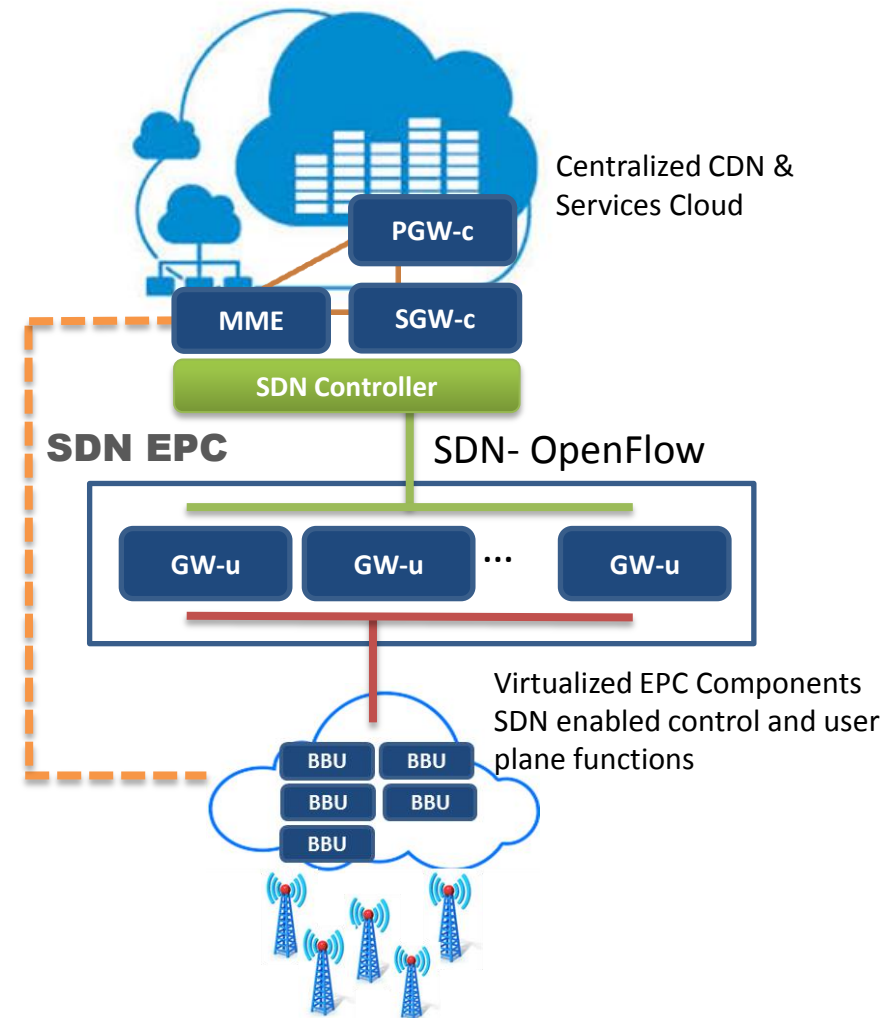 Centralized CDN &
Services Cloud
PGW-c
MME
SGW-c
SDN Controller
SDN EPC
SDN- OpenFlow
GW-u
GW-u
...
GW-u
Virtualized EPC Components
SDN enabled control and user
plane functions
BBU
BBU
BBU
BBU
BBU